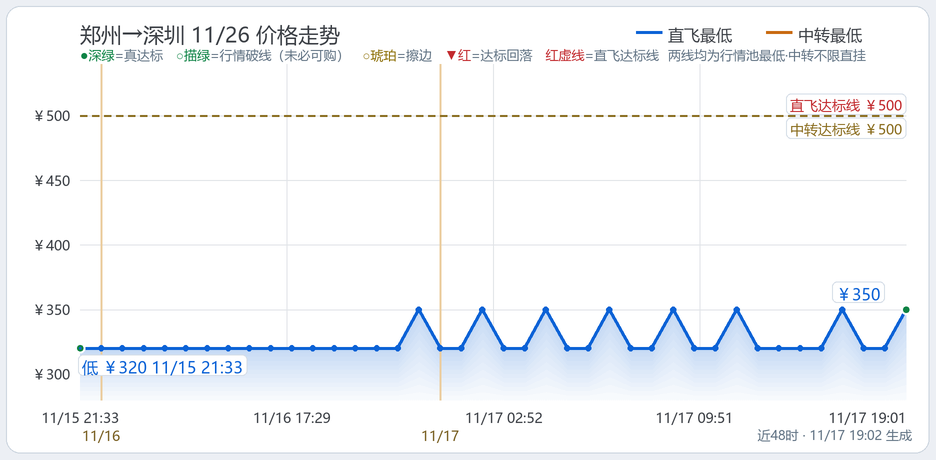 郑州→深圳 11/26 价格走势
直飞最低 中转最低
●深绿=真达标 ○描绿=行情破线（未必可购） ○琥珀=擦边 ▼红=达标回落 红虚线=直飞达标线 两线均为行情池最低·中转不限直挂
¥500
直飞达标线 ¥500
中转达标线 ¥500
¥450
¥400
¥350
¥350
¥300
低 ¥320 11/15 21:33
11/15 21:33 11/16 17:29 11/17 02:52 11/17 09:51 11/17 19:01
11/16 11/17
近48时 · 11/17 19:02 生成